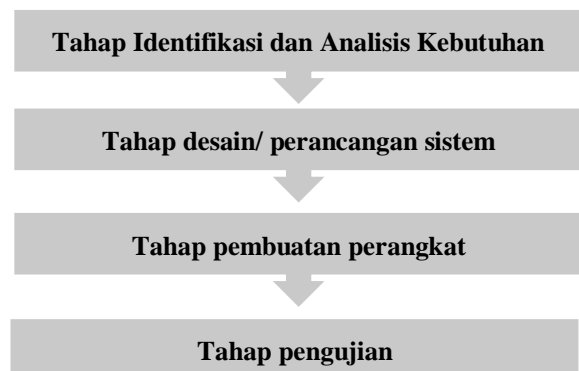 Tahap Identifikasi dan Analisis Kebutuhan
Tahap desain/ perancangan sistem
Tahap pembuatan perangkat
Tahap pengujian